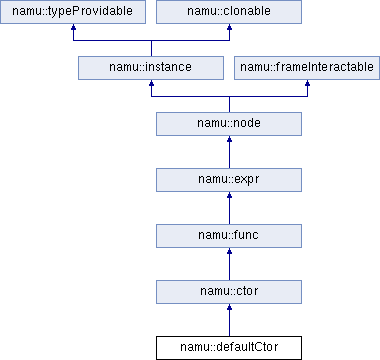 namu::typeProvidable
namu::clonable
namu::instance
namu::frameInteractable
namu::node
namu::expr
namu::func
namu::ctor
namu::defaultCtor